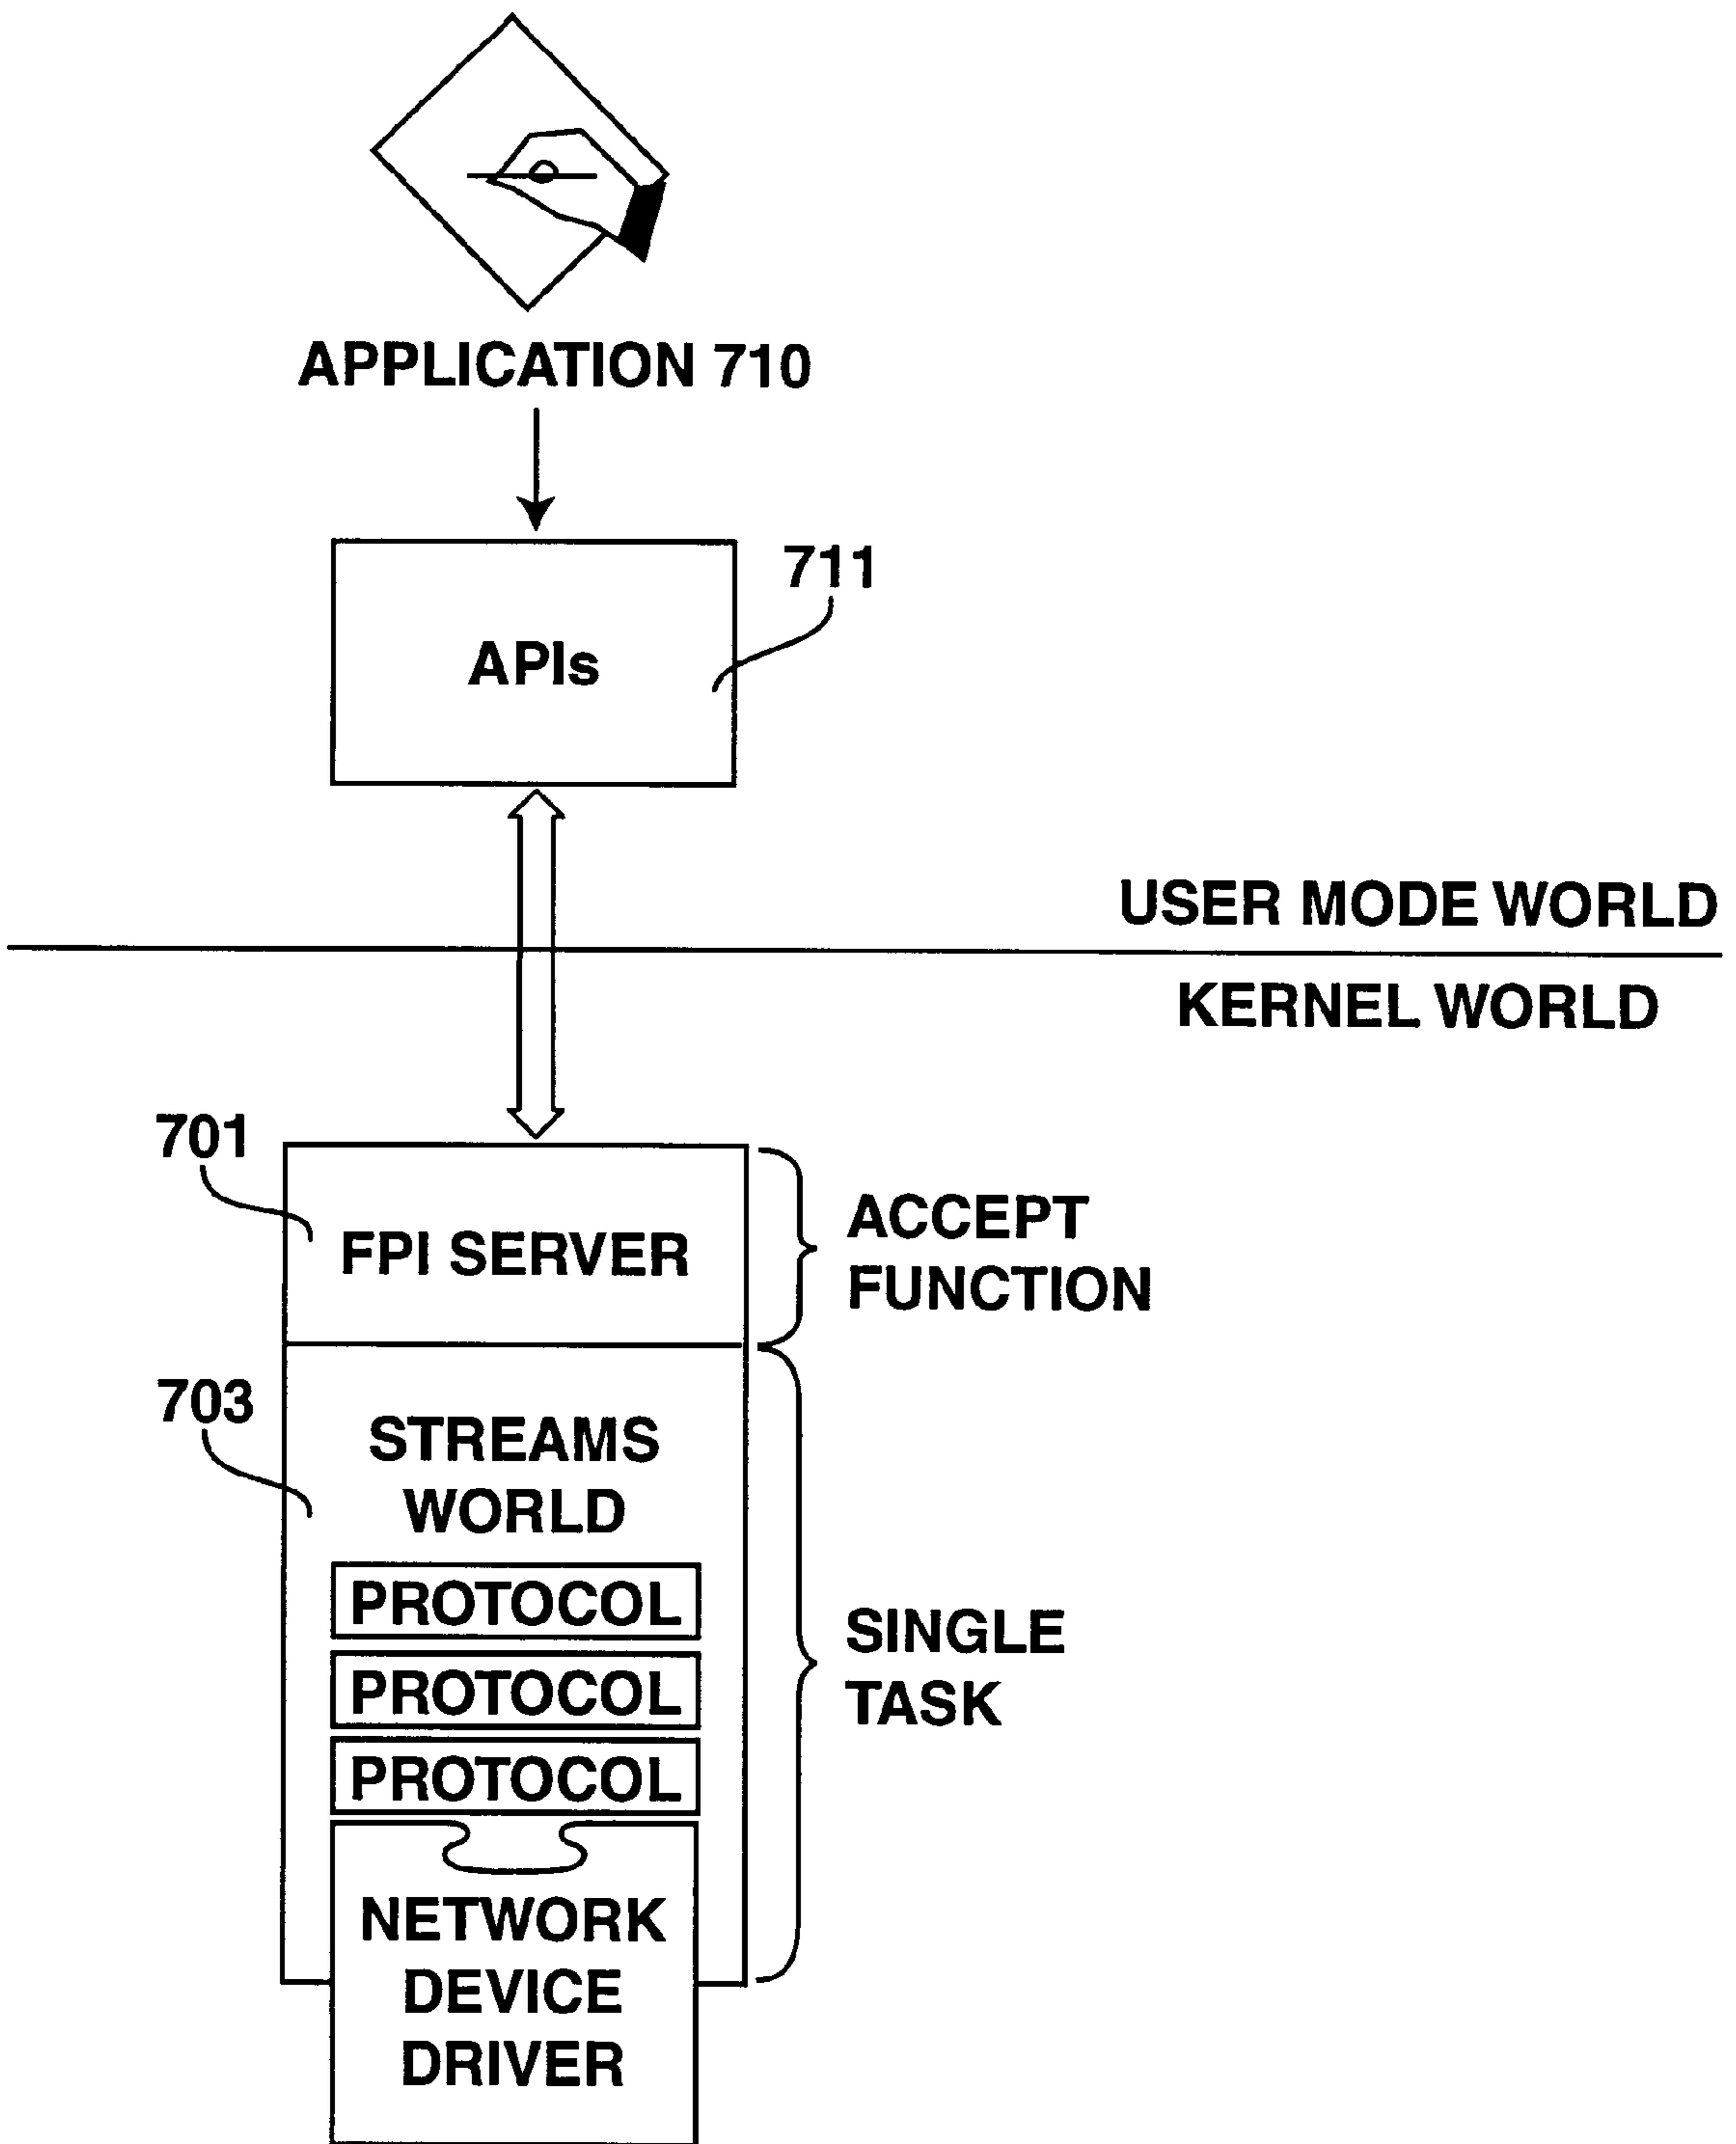 APPLICATION 710
711
APIs
USER MODE WORLD
KERNEL WORLD
701
FPI SERVER
ACCEPT
FUNCTION
703
STREAMS
WORLD
PROTOCOL
PROTOCOL
PROTOCOL
SINGLE
TASK
NETWORK
DEVICE
DRIVER